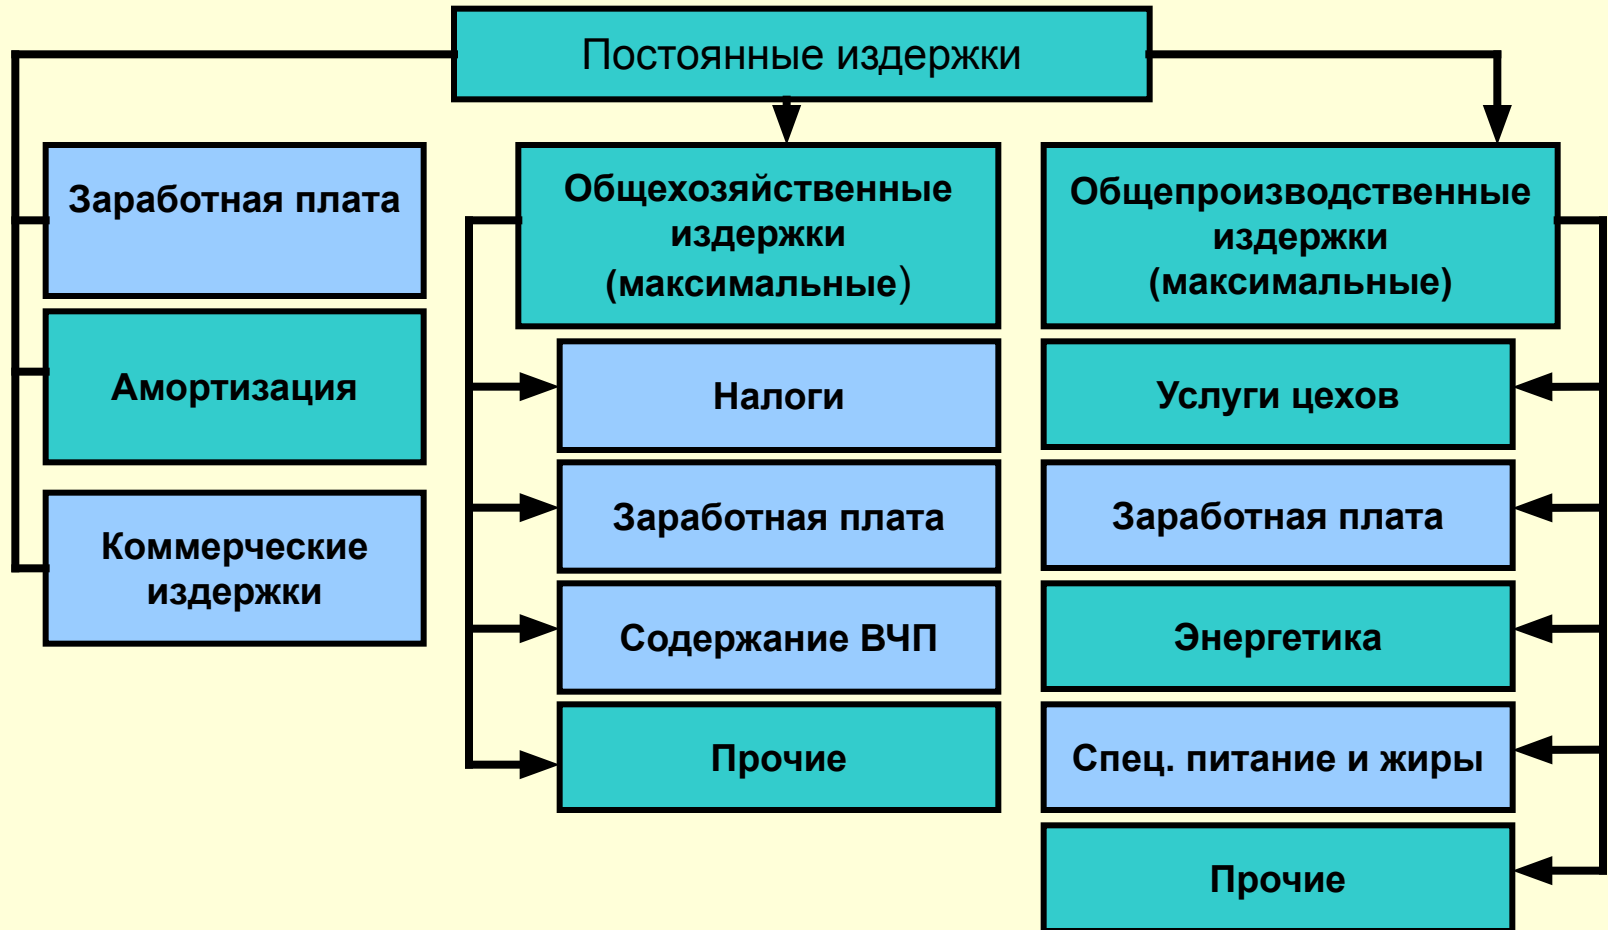 Постоянные издержки
Заработная плата
Амортизация
Коммерческие
издержки
Общехозяйственные
издержки
(максимальные)
Налоги
Заработная плата
Содержание ВЧП
Прочие
Общепроизводственные
издержки
(максимальные)
Услуги цехов
Заработная плата
Энергетика
Спец. питание и жиры
Прочие